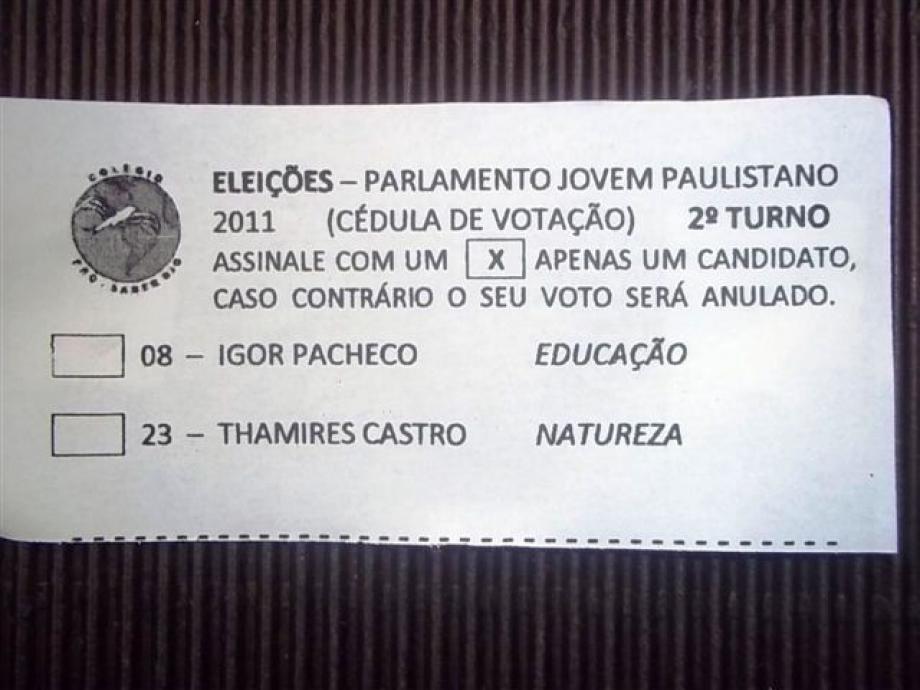 COLÉGIO
ELEIÇÕES – PARLAMENTO JOVEM PAULISTANO
2011 (CÉDULA DE VOTAÇÃO) 2º TURNO
ASSINALE COM UM X APENAS UM CANDIDATO,
CASO CONTRÁRIO O SEU VOTO SERÁ ANULADO.
08 – IGOR PACHECO EDUCAÇÃO
23 – THAMIRES CASTRO NATUREZA